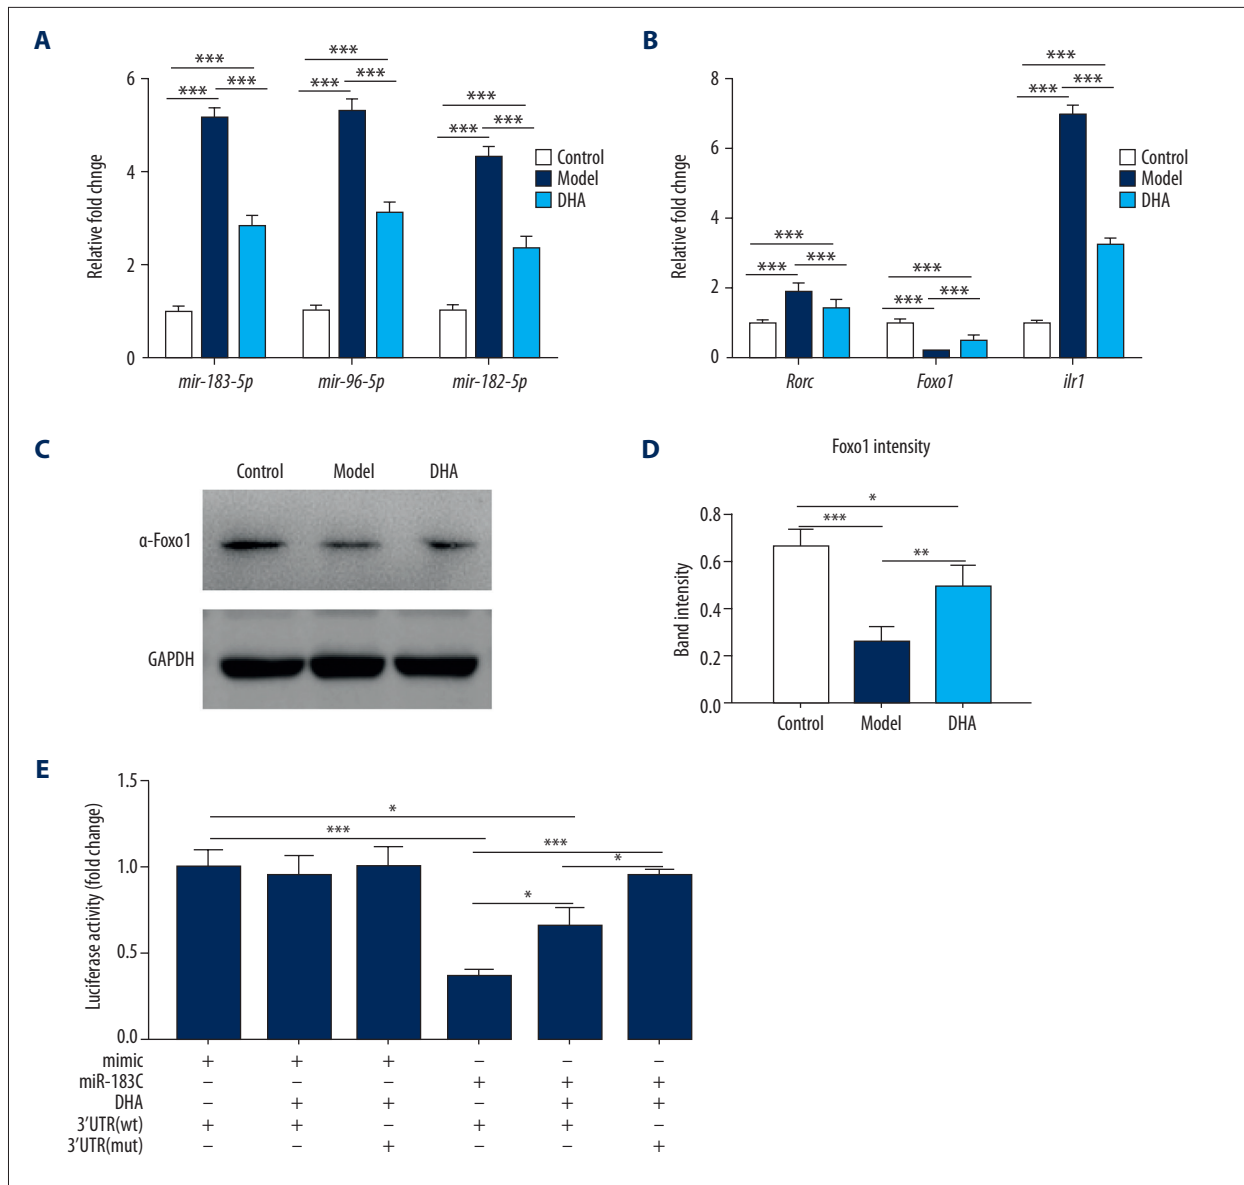 A
***
***
***
***
***
***
***
***
***
6
4
2
0
Relative fold chnge
Control
Model
DHA
mir-183-5p
mir-96-5p
mir-182-5p
B
***
***
***
***
***
***
***
***
***
8
6
4
2
0
Relative fold chnge
Control
Model
DHA
Rorc
Foxo1
ilr1
C
Control Model DHA
α-Foxo1
GAPDH
D
Foxo1 intensity
*
***
**
0.8
0.6
0.4
0.2
0.0
Band intensity
Control Model DHA
E
1.5
1.0
0.5
0.0
Luciferase activity (fold change)
*
***
***
*
*
mimic + + + – – –
miR-183C – – – + + +
DHA – + + – + +
3′UTR(wt) + + – + + –
3′UTR(mut) – – + – – +